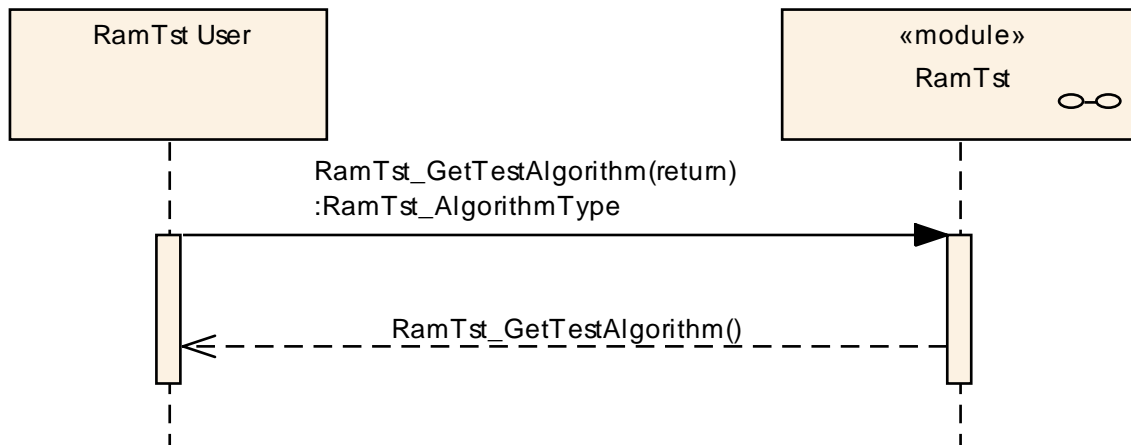 RamTst User
«module»
RamTst
RamTst_GetTestAlgorithm(return)
:RamTst_AlgorithmType
RamTst_GetTestAlgorithm()